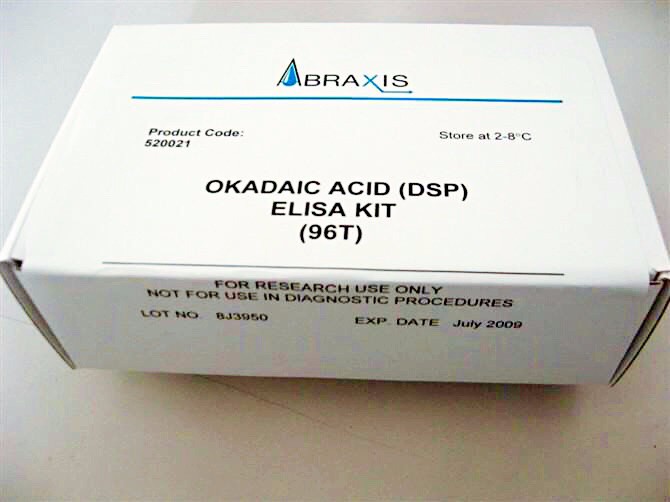 ABRAXIS
Product Code: Store at 2-8°C
520021
OKADAIC ACID (DSP)
ELISA KIT
(96T)
FOR RESEARCH USE ONLY
NOT FOR USE IN DIAGNOSTIC PROCEDURES
LOT NO. 8J3950 EXP. DATE July 2009